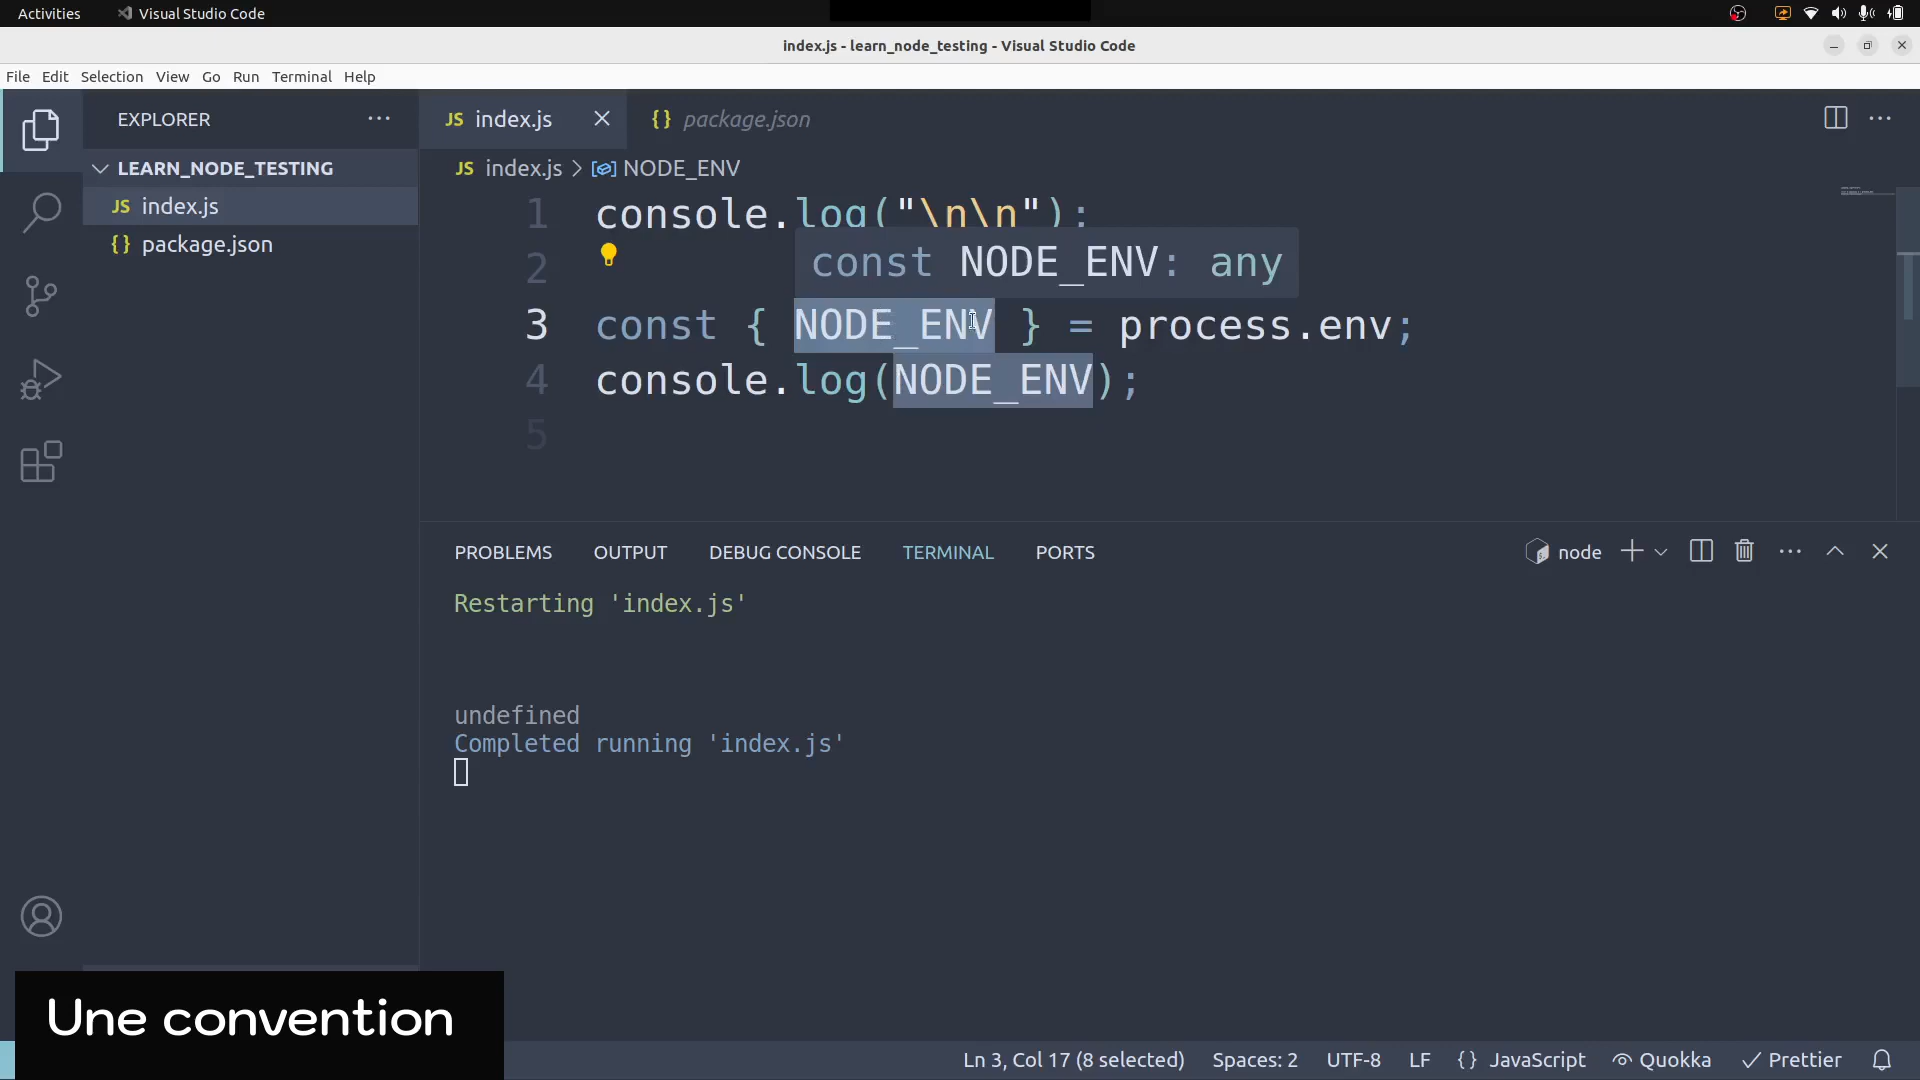 Activities
Visual Studio Code
index.js - learn_node_testing - Visual Studio Code
File Edit Selection View Go Run Terminal Help
EXPLORER
LEARN_NODE_TESTING
JS index.js
{ } package.json
JS index.js
{ } package.json
JS index.js > NODE_ENV
1 console.log("\n\n");
2
const NODE_ENV: any
3 const { NODE_ENV } = process.env;
4 console.log(NODE_ENV);
5
PROBLEMS OUTPUT DEBUG CONSOLE TERMINAL PORTS
node
Restarting 'index.js'
undefined
Completed running 'index.js'
Une convention
Ln 3, Col 17 (8 selected) Spaces: 2 UTF-8 LF { } JavaScript Quokka Prettier